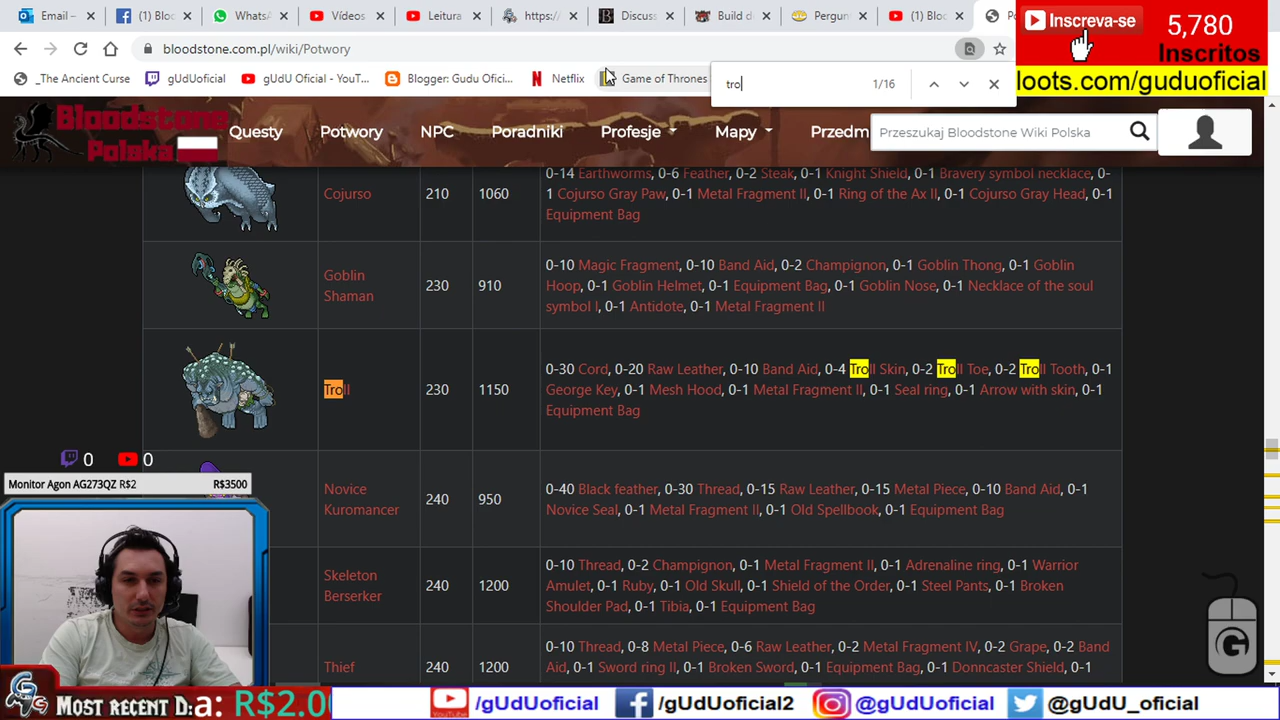 Email –
(1) Bloo
WhatsA
Vídeos
Leitura
https:/
Discuss
Build d
Pergun
(1) Bloo
Po
Inscreva-se
5,780
Inscritos
loots.com/guduoficial
bloodstone.com.pl/wiki/Potwory
_The Ancient Curse
gUdUoficial
gUdU Oficial - YouT...
Blogger: Gudu Ofici...
Netflix
Game of Thrones
tro
1/16
Bloodstone
Polska
Questy
Potwory
NPC
Poradniki
Profesje
Mapy
Przedm
Przeszukaj Bloodstone Wiki Polska
Cojurso
210
1060
0-14 Earthworms, 0-6 Feather, 0-2 Steak, 0-1 Knight Shield, 0-1 Bravery symbol necklace, 0-
1 Cojurso Gray Paw, 0-1 Metal Fragment II, 0-1 Ring of the Ax II, 0-1 Cojurso Gray Head, 0-1
Equipment Bag
Goblin
Shaman
230
910
0-10 Magic Fragment, 0-10 Band Aid, 0-2 Champignon, 0-1 Goblin Thong, 0-1 Goblin
Hoop, 0-1 Goblin Helmet, 0-1 Equipment Bag, 0-1 Goblin Nose, 0-1 Necklace of the soul
symbol I, 0-1 Antidote, 0-1 Metal Fragment II
Troll
230
1150
0-30 Cord, 0-20 Raw Leather, 0-10 Band Aid, 0-4 Troll Skin, 0-2 Troll Toe, 0-2 Troll Tooth, 0-1
George Key, 0-1 Mesh Hood, 0-1 Metal Fragment II, 0-1 Seal ring, 0-1 Arrow with skin, 0-1
Equipment Bag
0
0
Monitor Agon AG273QZ R$2
R$3500
Novice
Kuromancer
240
950
0-40 Black feather, 0-30 Thread, 0-15 Raw Leather, 0-15 Metal Piece, 0-10 Band Aid, 0-1
Novice Seal, 0-1 Metal Fragment II, 0-1 Old Spellbook, 0-1 Equipment Bag
Skeleton
Berserker
240
1200
0-10 Thread, 0-2 Champignon, 0-1 Metal Fragment II, 0-1 Adrenaline ring, 0-1 Warrior
Amulet, 0-1 Ruby, 0-1 Old Skull, 0-1 Shield of the Order, 0-1 Steel Pants, 0-1 Broken
Shoulder Pad, 0-1 Tibia, 0-1 Equipment Bag
Thief
240
1200
0-10 Thread, 0-8 Metal Piece, 0-6 Raw Leather, 0-2 Metal Fragment IV, 0-2 Grape, 0-2 Band
Aid, 0-1 Sword ring II, 0-1 Broken Sword, 0-1 Equipment Bag, 0-1 Donncaster Shield, 0-1
G
Most recent D
a: R$2.0
/gUdUoficial
/gUdUoficial2
@gUdUoficial
@gUdU_oficial